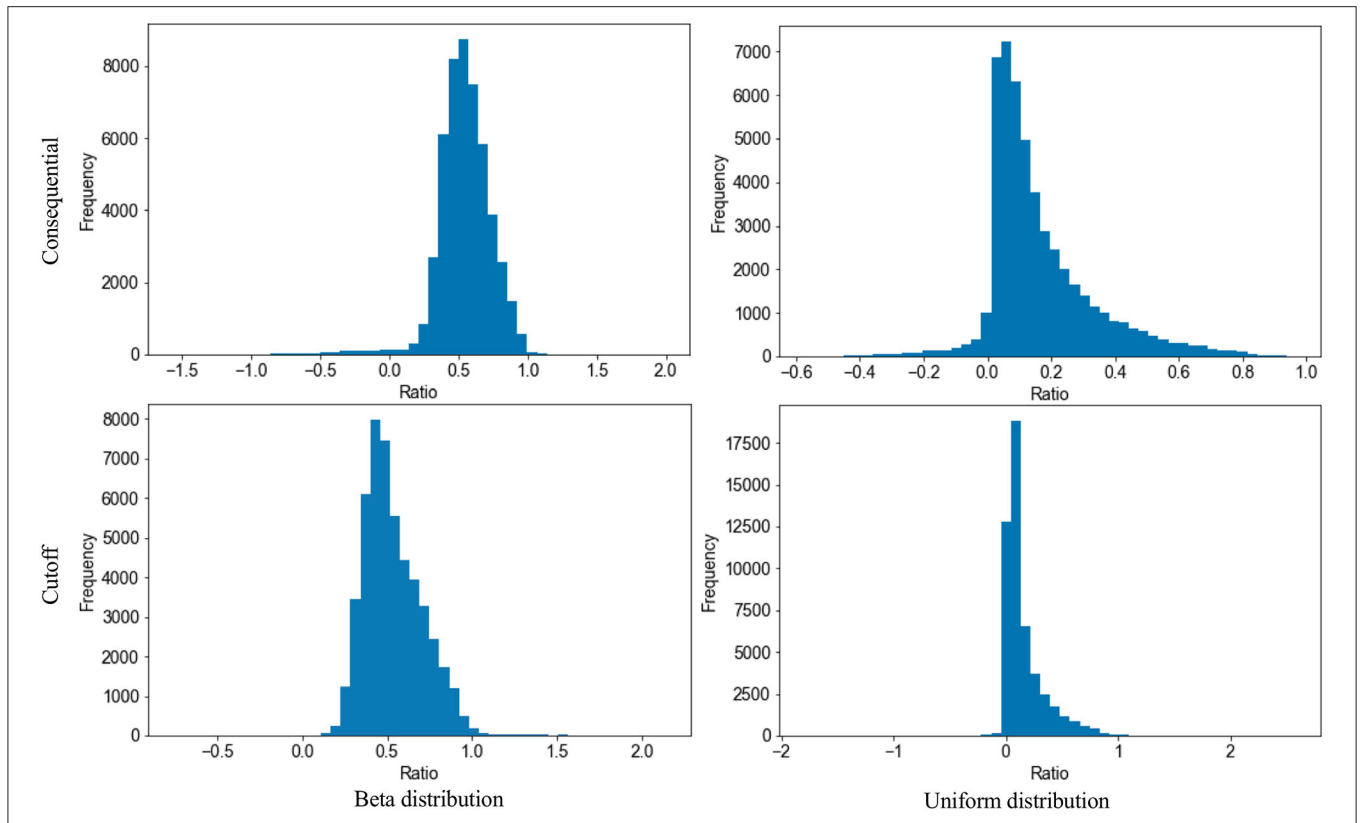 Consequential
Frequency
8000
6000
4000
2000
0
−1.5 −1.0 −0.5 0.0 0.5 1.0 1.5 2.0
Ratio
Frequency
7000
6000
5000
4000
3000
2000
1000
0
−0.6 −0.4 −0.2 0.0 0.2 0.4 0.6 0.8 1.0
Ratio
Cutoff
Frequency
8000
7000
6000
5000
4000
3000
2000
1000
0
−0.5 0.0 0.5 1.0 1.5 2.0
Ratio
Beta distribution
Frequency
17500
15000
12500
10000
7500
5000
2500
0
−2 −1 0 1 2
Ratio
Uniform distribution